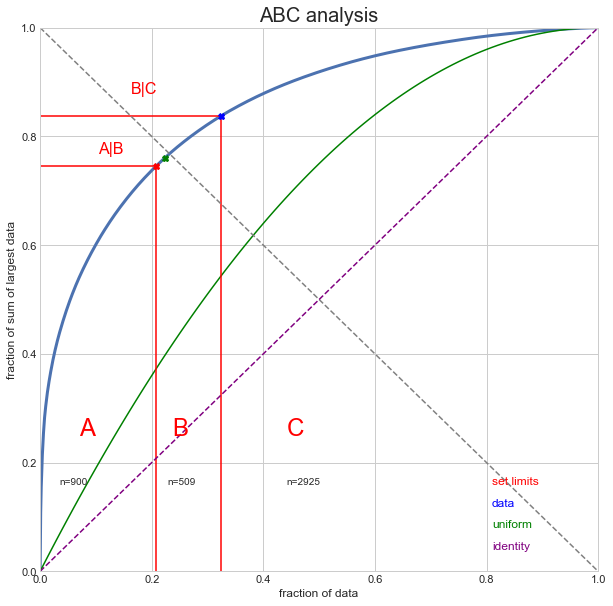 ABC analysis
1.0
B|C
0.8
A|B
0.6
fraction of sum of largest data
0.4
A B C
0.2
n=900 n=509 n=2925
set limits
data
uniform
identity
0.0
0.0 0.2 0.4 0.6 0.8 1.0
fraction of data